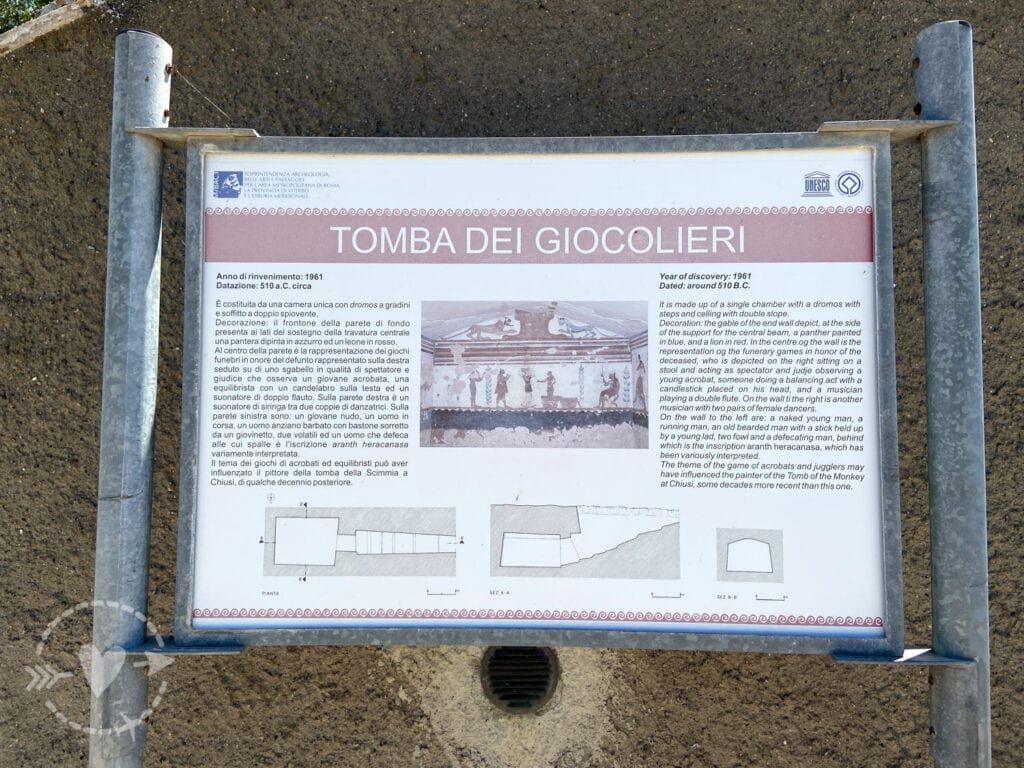 SOPRINTENDENZA ARCHEOLOGIA,
BELLE ARTI E PAESAGGIO
PER L'AREA METROPOLITANA DI ROMA,
LA PROVINCIA DI VITERBO
E L'ETRURIA MERIDIONALE
UNESCO
TOMBA DEI GIOCOLIERI
Anno di rinvenimento: 1961
Datazione: 510 a.C. circa
È costituita da una camera unica con dromos a gradini
e soffitto a doppio spiovente.
Decorazione: il frontone della parete di fondo
presenta ai lati del sostegno della travatura centrale
una pantera dipinta in azzurro ed un leone in rosso.
Al centro della parete è la rappresentazione dei giochi
funebri in onore del defunto rappresentato sulla destra
seduto su di uno sgabello in qualità di spettatore e
giudice che osserva un giovane acrobata, una
equilibrista con un candelabro sulla testa ed un
suonatore di doppio flauto. Sulla parete destra è un
suonatore di siringa tra due coppie di danzatrici. Sulla
parete sinistra sono: un giovane nudo, un uomo in
corsa, un uomo anziano barbato con bastone sorretto
da un giovinetto, due volatili ed un uomo che defeca
alle cui spalle è l'iscrizione aranth heracanasa
variamente interpretata.
Il tema dei giochi di acrobati ed equilibristi può aver
influenzato il pittore della tomba della Scimmia a
Chiusi, di qualche decennio posteriore.
Year of discovery: 1961
Dated: around 510 B.C.
It is made up of a single chamber with a dromos with
steps and celling with double slope.
Decoration: the gable of the end wall depict, at the side
of the support for the central beam, a panther painted
in blue, and a lion in red. In the centre og the wall is the
representation og the funerary games in honor of the
deceased, who is depicted on the right sitting on a
stool and acting as spectator and judje observing a
young acrobat, someone doing a balancing act with a
candlestick placed on his head, and a musician
playing a double flute. On the wall ti the right is another
musician with two pairs of female dancers.
On the wall to the left are: a naked young man, a
running man, an old bearded man with a stick held up
by a young lad, two fowl and a defecating man, behind
which is the inscription aranth heracanasa, which has
been variously interpreted.
The theme of the game of acrobats and jugglers may
have influenced the painter of the Tomb of the Monkey
at Chiusi, some decades more recent than this one.
PIANTA
SEZ. A-A'
SEZ. B-B'